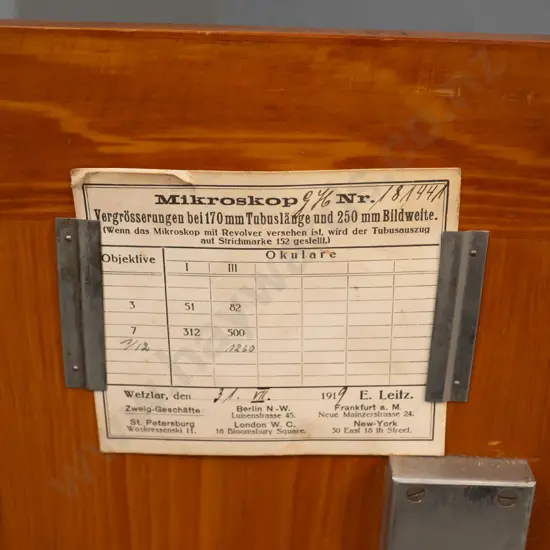 Mikroskop Nr. 181441
Vergrösserungen bei 170 mm Tubuslänge und 250 mm Bildweite.
(Wenn das Mikroskop mit Revolver versehen ist, wird der Tubusauszug
auf Strichmarke 152 gestellt.)
Objektive Okulare
I III
3 51 82
7 312 500
1/12 1260
Wetzlar, den 31. VII. 1919 E. Leitz.
Zweig-Geschäfte: Berlin N-W. Frankfurt a. M.
Luisenstrasse 45. Neue Mainzerstrasse 24.
St. Petersburg London W. C. New-York
Woskressenski 11. 18 Bloomsbury Square. 30 East 18 th Street.